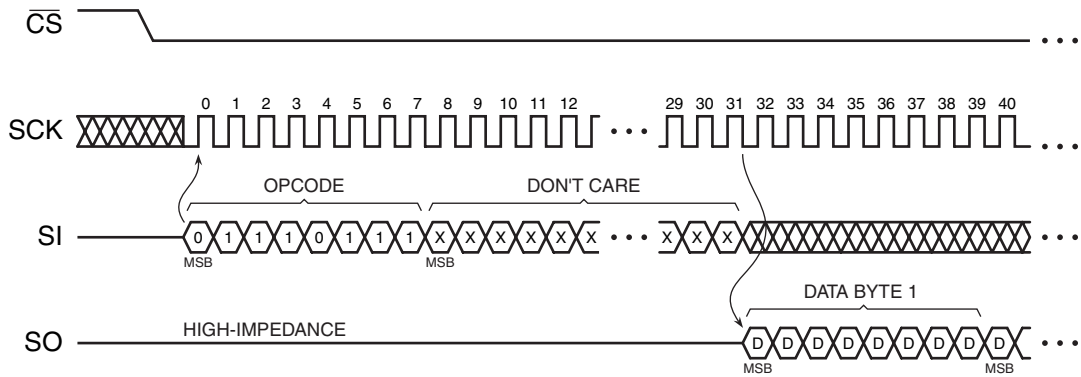 CS
0 1 2 3 4 5 6 7 8 9 10 11 12 29 30 31 32 33 34 35 36 37 38 39 40
SCK
OPCODE DON'T CARE
SI 0 1 1 1 0 1 1 1 X X X X X X X X X
MSB MSB
DATA BYTE 1
HIGH-IMPEDANCE
SO D D D D D D D D D
MSB MSB